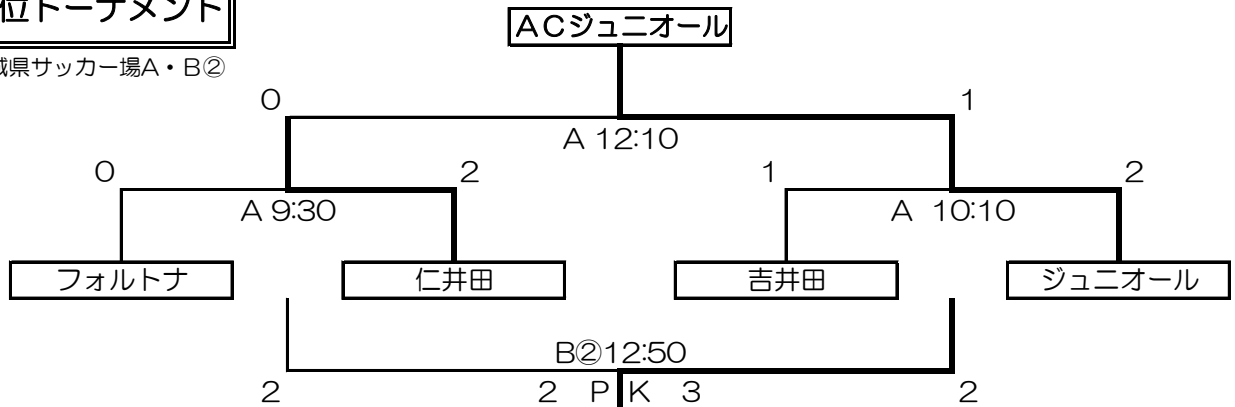 位トーナメント
ACジュニオール
城県サッカー場A・B②
0 1
A 12:10
0 2 1 2
A 9:30 A 10:10
フォルトナ 仁井田 吉井田 ジュニオール
B②12:50
2 2 PK 3 2